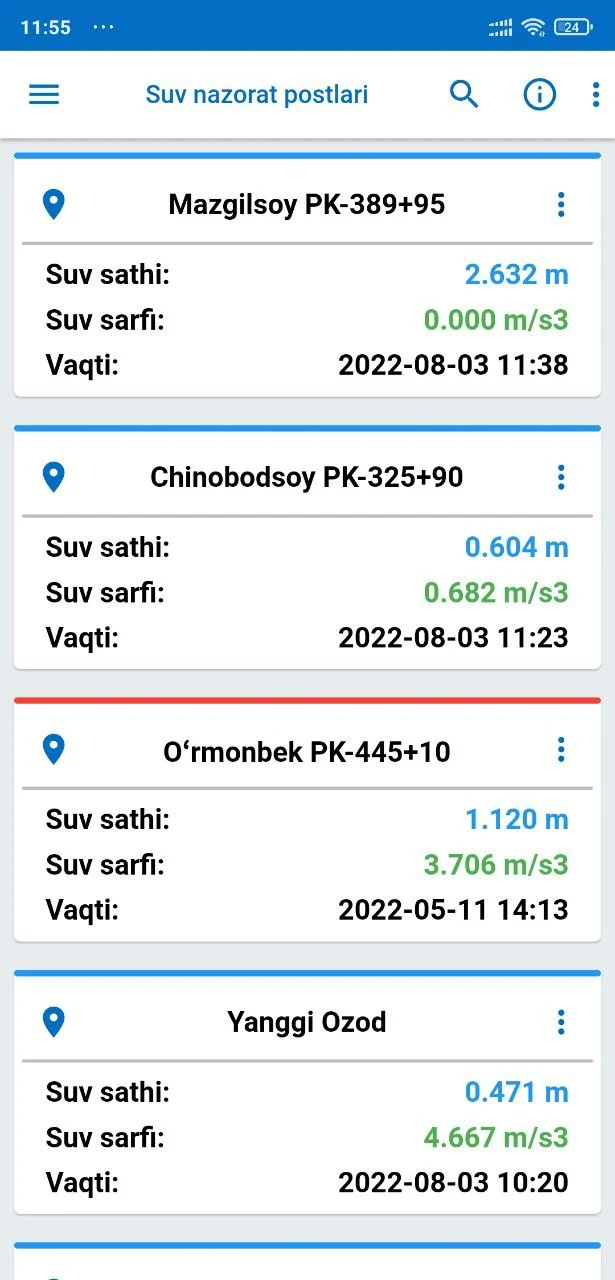 11:55 ... 24
Suv nazorat postlari
Mazgilsoy PK-389+95
Suv sathi: 2.632 m
Suv sarfi: 0.000 m/s3
Vaqti: 2022-08-03 11:38
Chinobodsoy PK-325+90
Suv sathi: 0.604 m
Suv sarfi: 0.682 m/s3
Vaqti: 2022-08-03 11:23
Oʻrmonbek PK-445+10
Suv sathi: 1.120 m
Suv sarfi: 3.706 m/s3
Vaqti: 2022-05-11 14:13
Yanggi Ozod
Suv sathi: 0.471 m
Suv sarfi: 4.667 m/s3
Vaqti: 2022-08-03 10:20